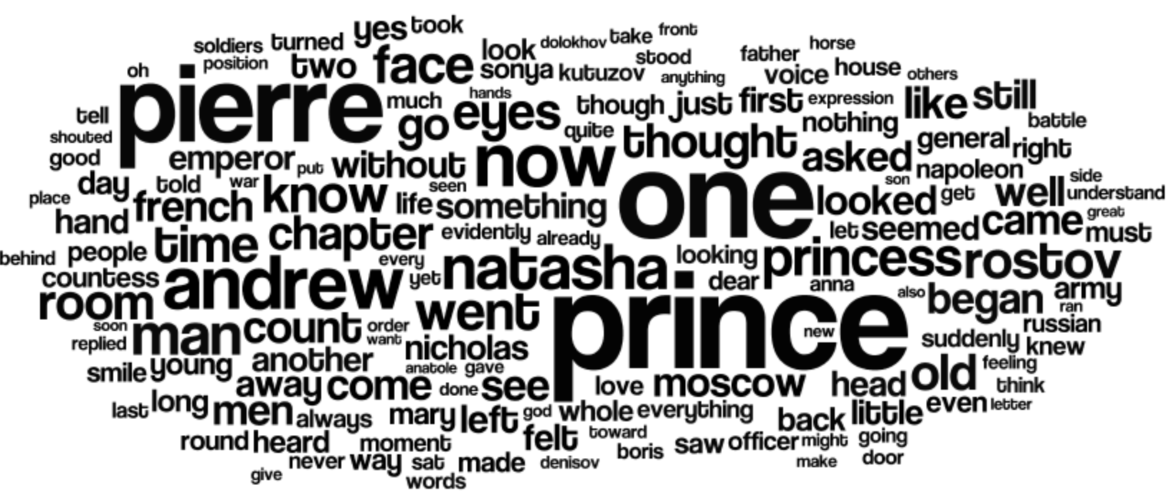 yes took
soldiers turned look dolokhov take front
oh position two face sonya kutuzov stood father horse
anything voice house others
pierre much hands eyes though just first expression like still
tell go quite thought nothing battle
shouted
good emperor put without now asked general right
day told war know seen one son napoleon side
place french life something looked get well understand
hand let seemed came great must
behind people time chapter evidently already
countess every yet natasha looking princess rostov
room andrew went dear anna also began army
soon man count order prince new ran
replied want nicholas suddenly russian
knew
smile young another anatole gave feeling
away come done see love moscow head old think
last long men always mary left god whole everything back little even letter
round heard moment felt toward boris saw officer might going
never way sat made denisov make door
give words